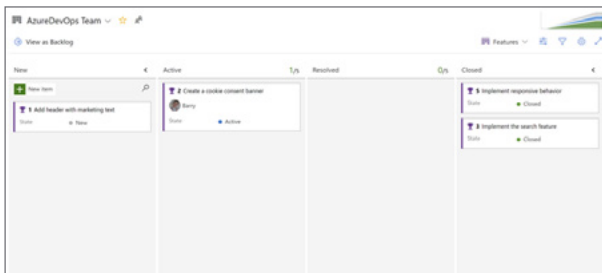 AzureDevOps Team
View as Backlog
Features
New
Active 1/5
Resolved 0/5
Closed
New item
1 Add header with marketing text
State New
2 Create a cookie consent banner
Barry
State Active
5 Implement responsive behavior
State Closed
3 Implement the search feature
State Closed